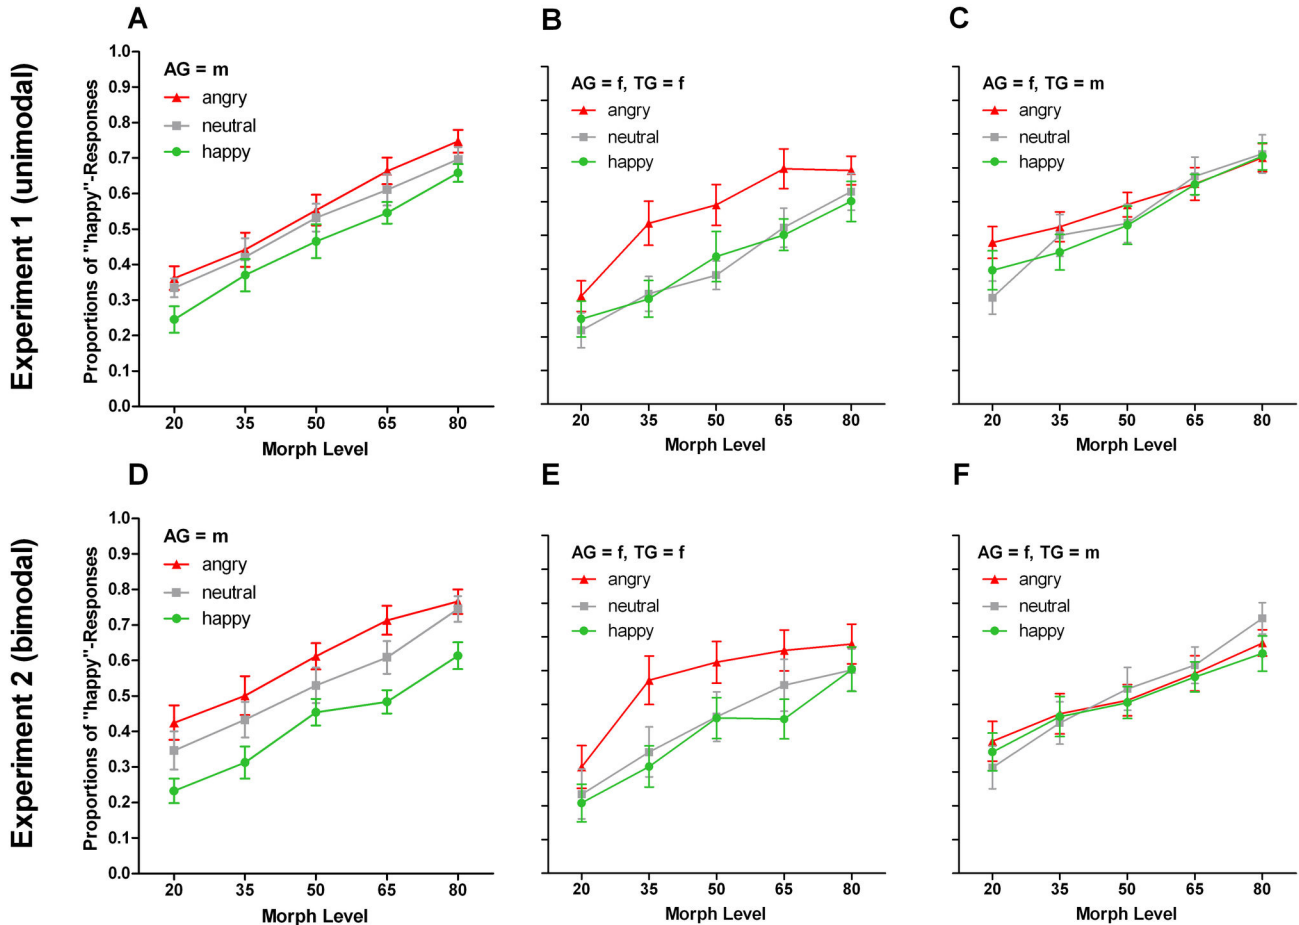 Experiment 1 (unimodal)
A
Proportions of "happy"-Responses
1.0
0.9
0.8
0.7
0.6
0.5
0.4
0.3
0.2
0.1
0.0
AG = m
angry
neutral
happy
20 35 50 65 80
Morph Level
B
AG = f, TG = f
angry
neutral
happy
20 35 50 65 80
Morph Level
C
AG = f, TG = m
angry
neutral
happy
20 35 50 65 80
Morph Level
Experiment 2 (bimodal)
D
Proportions of "happy"-Responses
1.0
0.9
0.8
0.7
0.6
0.5
0.4
0.3
0.2
0.1
0.0
AG = m
angry
neutral
happy
20 35 50 65 80
Morph Level
E
AG = f, TG = f
angry
neutral
happy
20 35 50 65 80
Morph Level
F
AG = f, TG = m
angry
neutral
happy
20 35 50 65 80
Morph Level